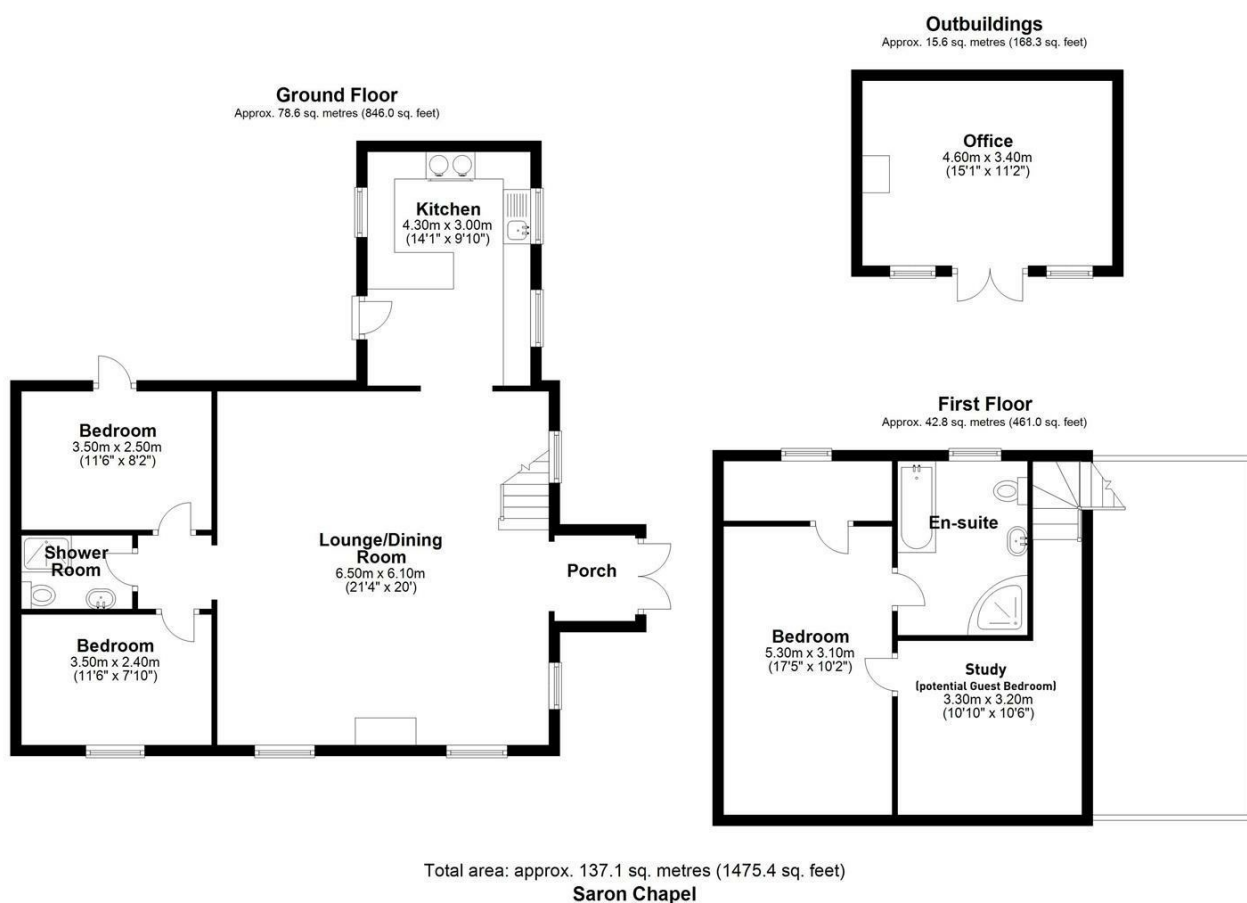 Outbuildings
Approx. 15.6 sq. metres (168.3 sq. feet)
Office
4.60m x 3.40m
(15'1" x 11'2")
Ground Floor
Approx. 78.6 sq. metres (846.0 sq. feet)
Kitchen
4.30m x 3.00m
(14'1" x 9'10")
Bedroom
3.50m x 2.50m
(11'6" x 8'2")
Shower
Room
Lounge/Dining
Room
6.50m x 6.10m
(21'4" x 20')
Porch
Bedroom
3.50m x 2.40m
(11'6" x 7'10")
First Floor
Approx. 42.8 sq. metres (461.0 sq. feet)
En-suite
Bedroom
5.30m x 3.10m
(17'5" x 10'2")
Study
(potential Guest Bedroom)
3.30m x 3.20m
(10'10" x 10'6")
Total area: approx. 137.1 sq. metres (1475.4 sq. feet)
Saron Chapel